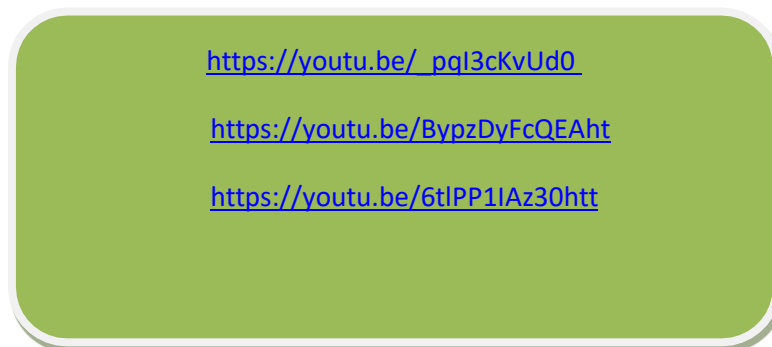 https://youtu.be/_pqI3cKvUd0
https://youtu.be/BypzDyFcQEAht
https://youtu.be/6tlPP1IAz30htt